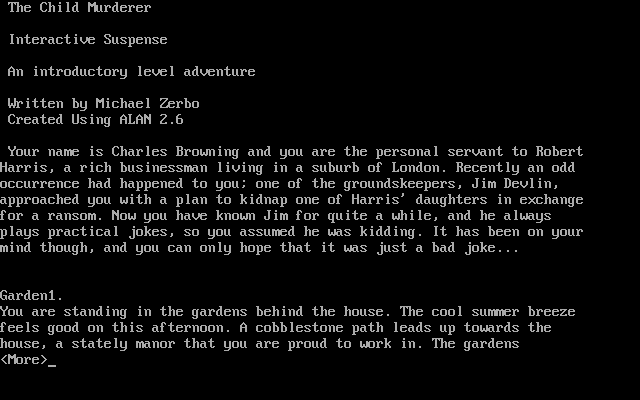 The Child Murderer
Interactive Suspense
An introductory level adventure
Written by Michael Zerbo
Created Using ALAN 2.6
Your name is Charles Browning and you are the personal servant to Robert
Harris, a rich businessman living in a suburb of London. Recently an odd
occurrence had happened to you; one of the groundskeepers, Jim Devlin,
approached you with a plan to kidnap one of Harris' daughters in exchange
for a ransom. Now you have known Jim for quite a while, and he always
plays practical jokes, so you assumed he was kidding. It has been on your
mind though, and you can only hope that it was just a bad joke...
Garden1.
You are standing in the gardens behind the house. The cool summer breeze
feels good on this afternoon. A cobblestone path leads up towards the
house, a stately manor that you are proud to work in. The gardens
<More>_